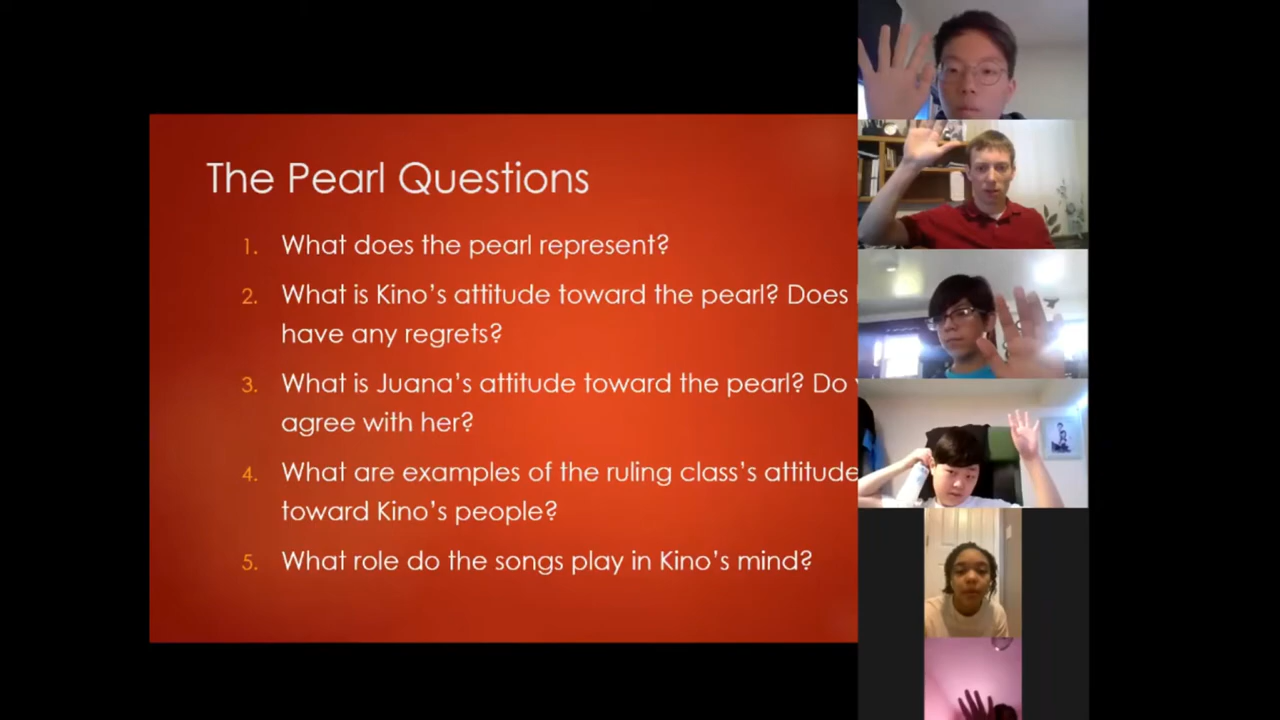 The Pearl Questions
1. What does the pearl represent?
2. What is Kino's attitude toward the pearl? Does
have any regrets?
3. What is Juana's attitude toward the pearl? Do
agree with her?
4. What are examples of the ruling class's attitude
toward Kino's people?
5. What role do the songs play in Kino's mind?